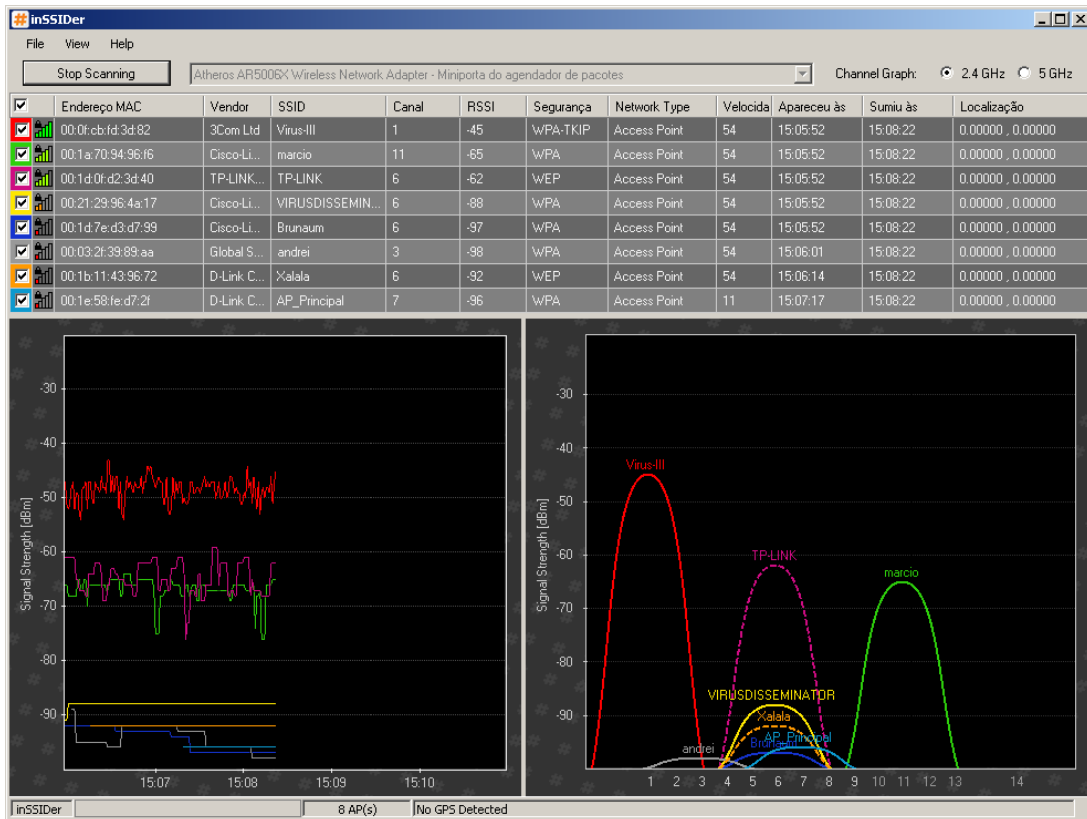 inSSIDer
File View Help
Stop Scanning Atheros AR5006X Wireless Network Adapter - Miniporta do agendador de pacotes Channel Graph: 2.4 GHz 5 GHz
Endereço MAC Vendor SSID Canal RSSI Segurança Network Type Velocida Apareceu às Sumiu às Localização
00:0f:cb:fd:3d:82 3Com Ltd Virus-III 1 -45 WPA-TKIP Access Point 54 15:05:52 15:08:22 0.00000 , 0.00000
00:1a:70:94:96:f6 Cisco-Li... marcio 11 -65 WPA Access Point 54 15:05:52 15:08:22 0.00000 , 0.00000
00:1d:0f:d2:3d:40 TP-LINK... TP-LINK 6 -62 WEP Access Point 54 15:05:52 15:08:22 0.00000 , 0.00000
00:21:29:96:4a:17 Cisco-Li... VIRUSDISSEMIN... 6 -88 WPA Access Point 54 15:05:52 15:08:22 0.00000 , 0.00000
00:1d:7e:d3:d7:99 Cisco-Li... Brunaum 6 -97 WPA Access Point 54 15:05:52 15:08:22 0.00000 , 0.00000
00:03:2f:39:89:aa Global S... andrei 3 -98 WPA Access Point 54 15:06:01 15:08:22 0.00000 , 0.00000
00:1b:11:43:96:72 D-Link C... Xalala 6 -92 WEP Access Point 54 15:06:14 15:08:22 0.00000 , 0.00000
00:1e:58:fe:d7:2f D-Link C... AP_Principal 7 -96 WPA Access Point 11 15:07:17 15:08:22 0.00000 , 0.00000
Signal Strength [dBm]
-30
-40
-50
-60
-70
-80
-90
15:07 15:08 15:09 15:10
Signal Strength [dBm]
-30
-40
-50
-60
-70
-80
-90
Virus-III
TP-LINK
marcio
VIRUSDISSEMINATOR
Xalala
AP_Principal
Brunaum
andrei
1 2 3 4 5 6 7 8 9 10 11 12 13 14
inSSIDer 8 AP(s) No GPS Detected